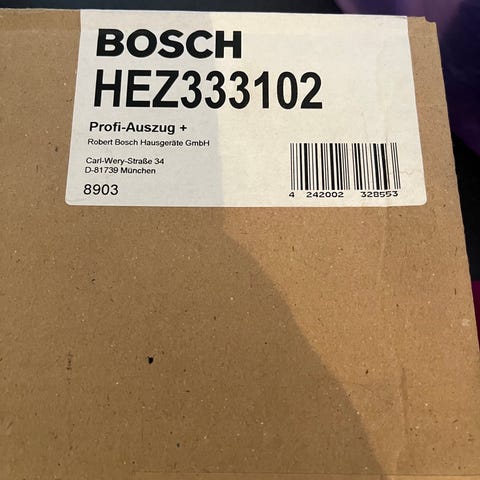 BOSCH
HEZ333102
Profi-Auszug +
Robert Bosch Hausgeräte GmbH
Carl-Wery-Straße 34
D-81739 München
8903
4 242002 328553